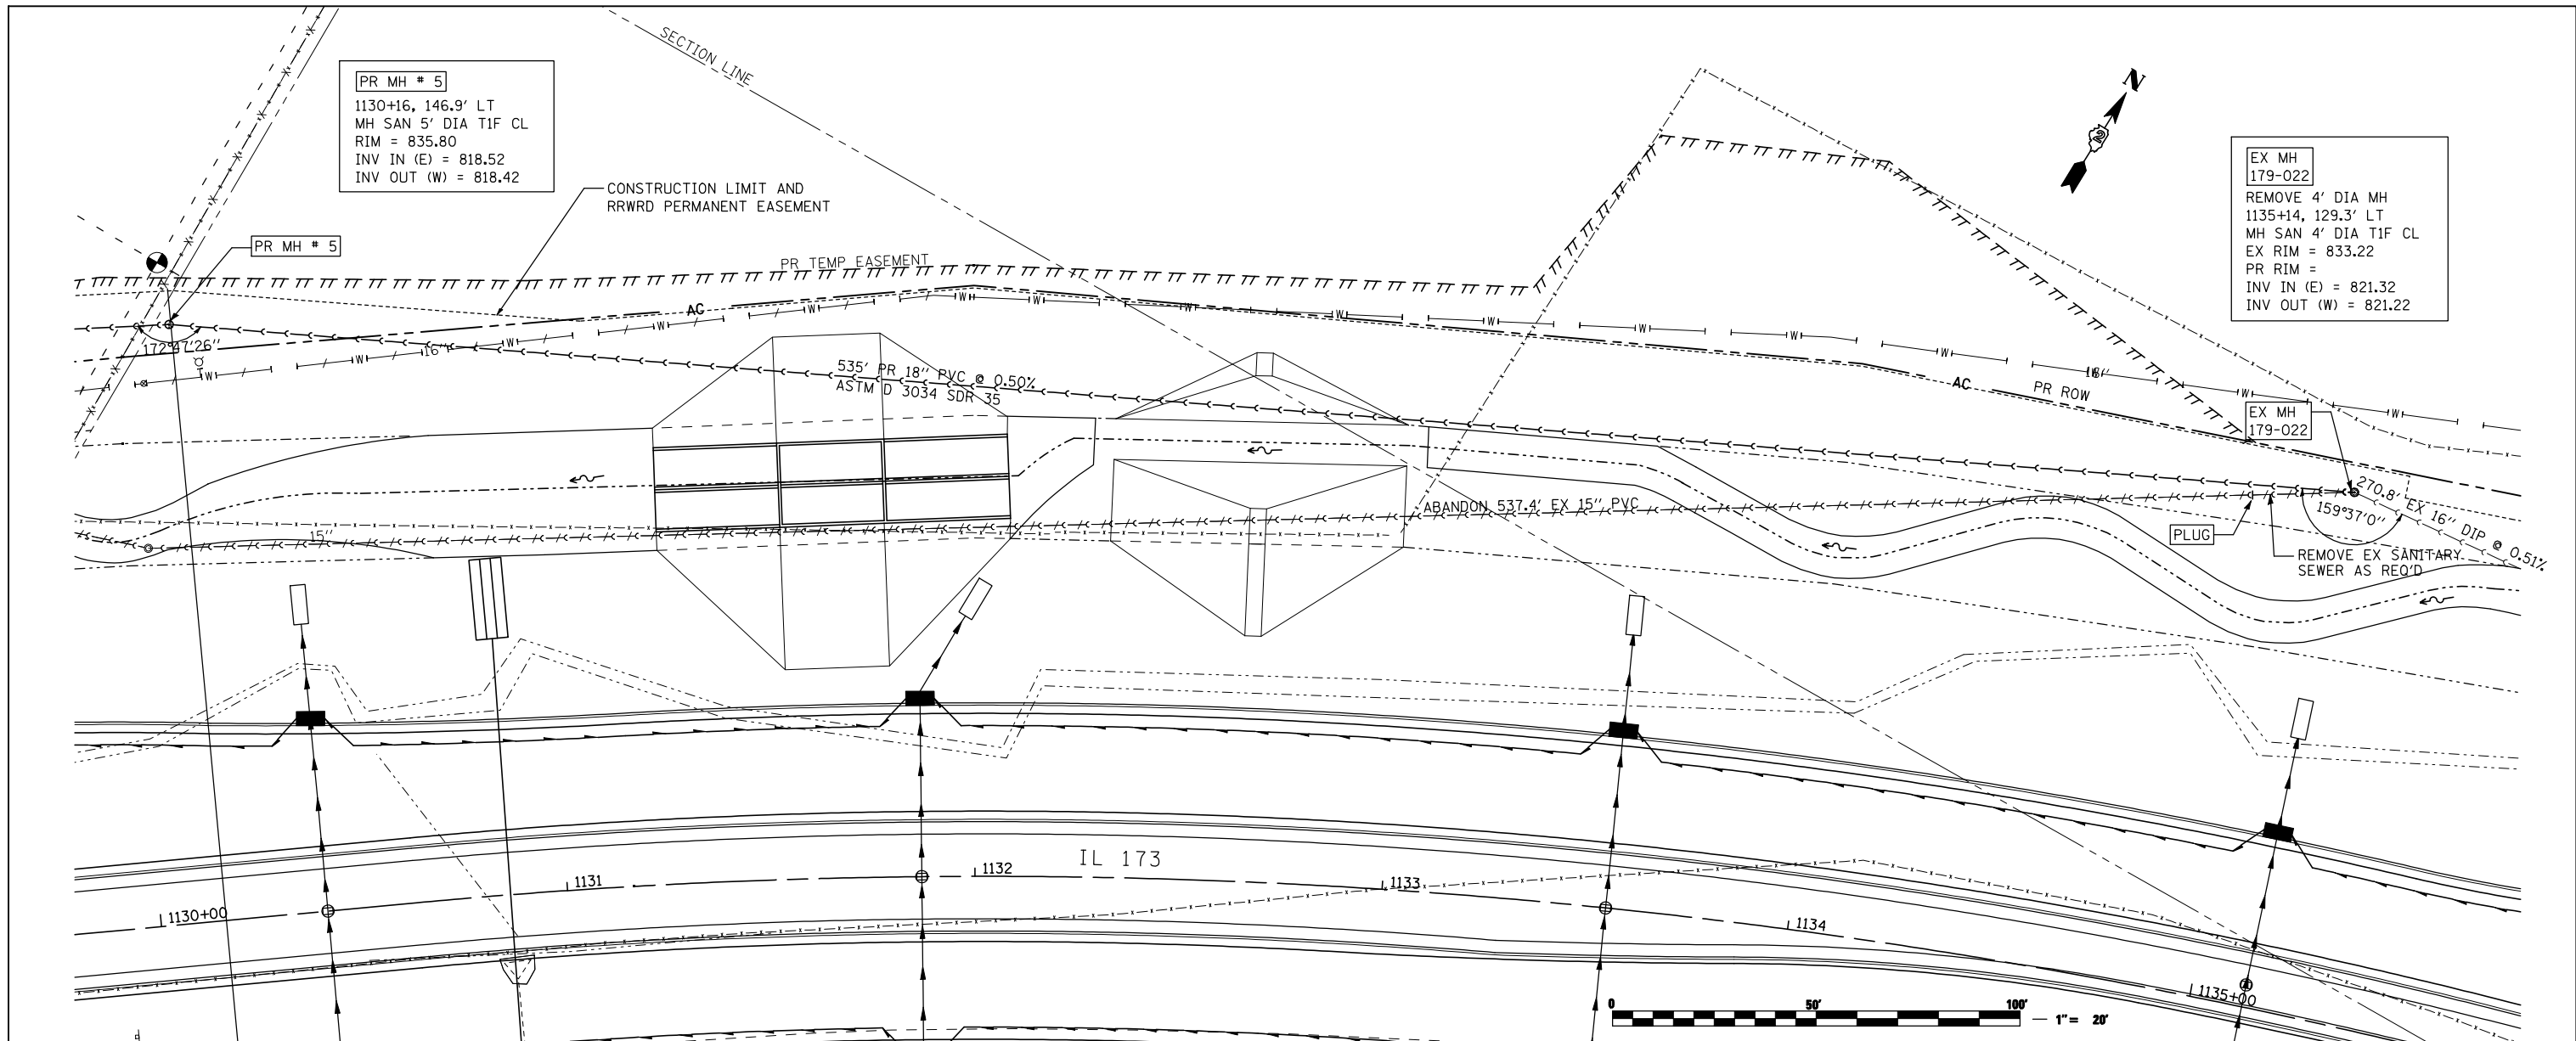 SECTION LINE
PR MH # 5
1130+16, 146.9' LT
MH SAN 5' DIA T1F CL
RIM = 835.80
INV IN (E) = 818.52
INV OUT (W) = 818.42
CONSTRUCTION LIMIT AND
RRWRD PERMANENT EASEMENT
N
2
EX MH
179-022
REMOVE 4' DIA MH
1135+14, 129.3' LT
MH SAN 4' DIA T1F CL
EX RIM = 833.22
PR RIM =
INV IN (E) = 821.32
INV OUT (W) = 821.22
PR MH # 5
PR TEMP EASEMENT
AC
172°47'26"
16"
535' PR 18" PVC @ 0.50%
ASTM D 3034 SDR 35
AC
PR ROW
EX MH
179-022
270.8' EX 16" DIP @ 0.51%
159°37'0"
ABANDON 537.4' EX 15" PVC
PLUG
REMOVE EX SANITARY
SEWER AS REQ'D
15"
IL 173
1130+00
1131
1132
1133
1134
1135+00
0 50' 100'
1" = 20'